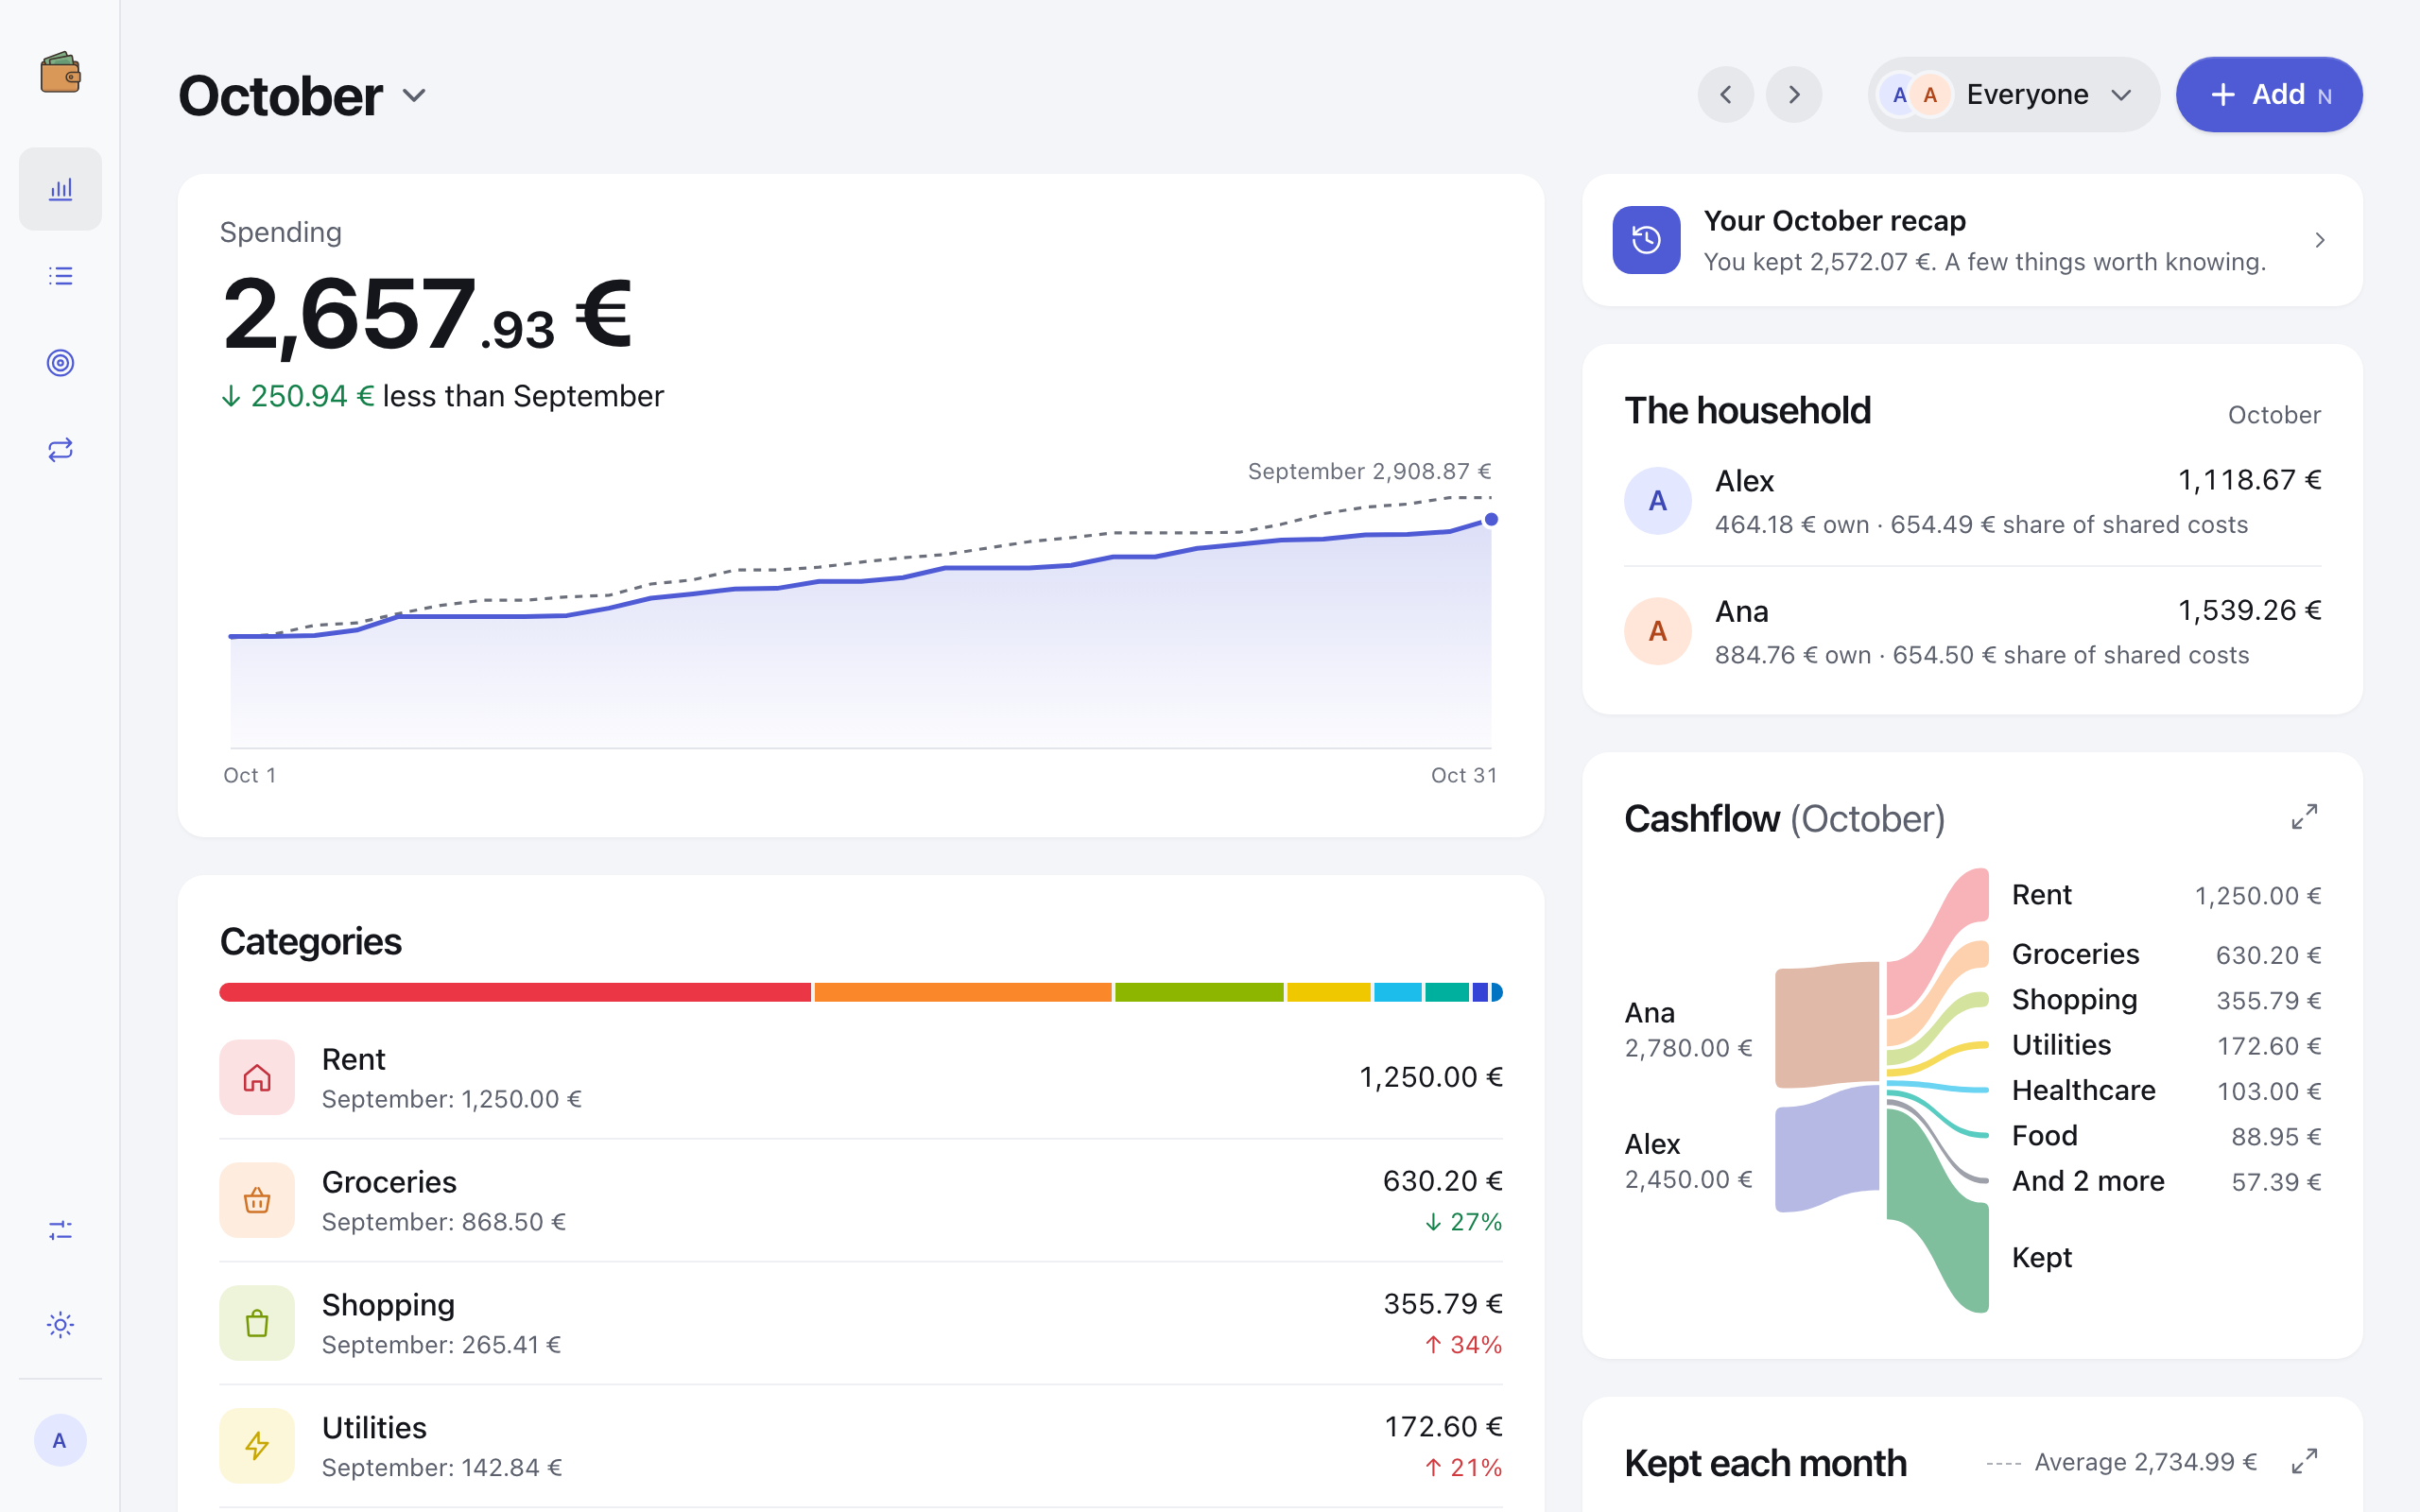 October
A A Everyone
Add N
Spending
2,657.93 €
↓ 250.94 € less than September
September 2,908.87 €
Oct 1
Oct 31
Categories
Rent
1,250.00 €
September: 1,250.00 €
Groceries
630.20 €
September: 868.50 €
↓ 27%
Shopping
355.79 €
September: 265.41 €
↑ 34%
Utilities
172.60 €
September: 142.84 €
↑ 21%
Your October recap
You kept 2,572.07 €. A few things worth knowing.
The household
October
A
Alex
1,118.67 €
464.18 € own · 654.49 € share of shared costs
A
Ana
1,539.26 €
884.76 € own · 654.50 € share of shared costs
Cashflow (October)
Ana
2,780.00 €
Alex
2,450.00 €
Rent 1,250.00 €
Groceries 630.20 €
Shopping 355.79 €
Utilities 172.60 €
Healthcare 103.00 €
Food 88.95 €
And 2 more 57.39 €
Kept
Kept each month
Average 2,734.99 €
A